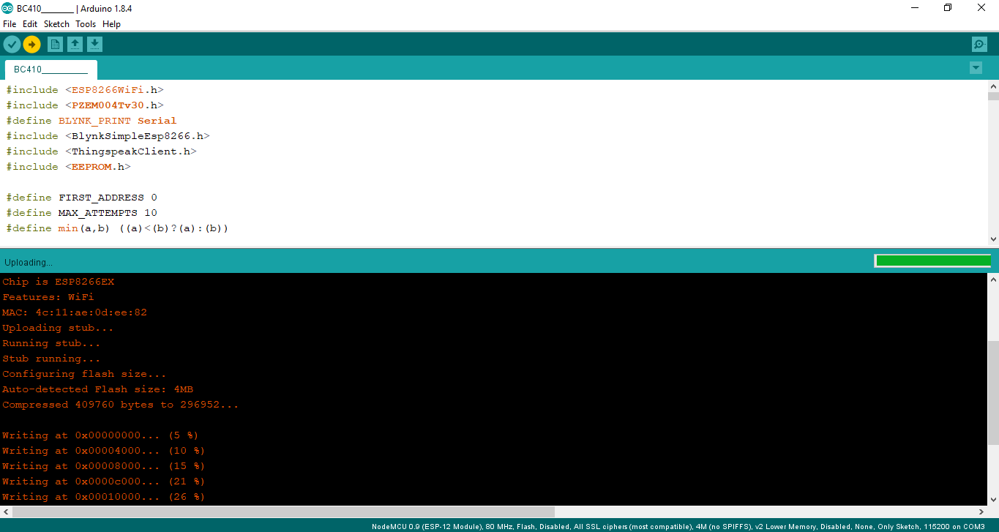 BC410_______ | Arduino 1.8.4
File Edit Sketch Tools Help
BC410__________
#include <ESP8266WiFi.h>
#include <PZEM004Tv30.h>
#define BLYNK_PRINT Serial
#include <BlynkSimpleEsp8266.h>
#include <ThingspeakClient.h>
#include <EEPROM.h>
#define FIRST_ADDRESS 0
#define MAX_ATTEMPTS 10
#define min(a,b) ((a)<(b)?(a):(b))
Uploading...
Chip is ESP8266EX
Features: WiFi
MAC: 4c:11:ae:0d:ee:82
Uploading stub...
Running stub...
Stub running...
Configuring flash size...
Auto-detected Flash size: 4MB
Compressed 409760 bytes to 296952...
Writing at 0x00000000... (5 %)
Writing at 0x00004000... (10 %)
Writing at 0x00008000... (15 %)
Writing at 0x0000c000... (21 %)
Writing at 0x00010000... (26 %)
NodeMCU 0.9 (ESP-12 Module), 80 MHz, Flash, Disabled, All SSL ciphers (most compatible), 4M (no SPIFFS), v2 Lower Memory, Disabled, None, Only Sketch, 115200 on COM3